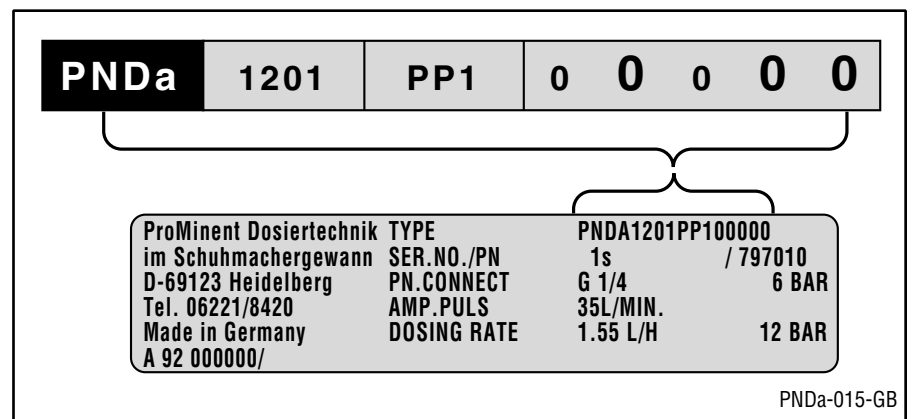 PNDa 1201 PP1 0 0 0 0 0
ProMinent Dosiertechnik TYPE PNDA1201PP100000
im Schuhmachergewann SER.NO./PN 1s / 797010
D-69123 Heidelberg PN.CONNECT G 1/4 6 BAR
Tel. 06221/8420 AMP.PULS 35L/MIN.
Made in Germany DOSING RATE 1.55 L/H 12 BAR
A 92 000000/
PNDa-015-GB